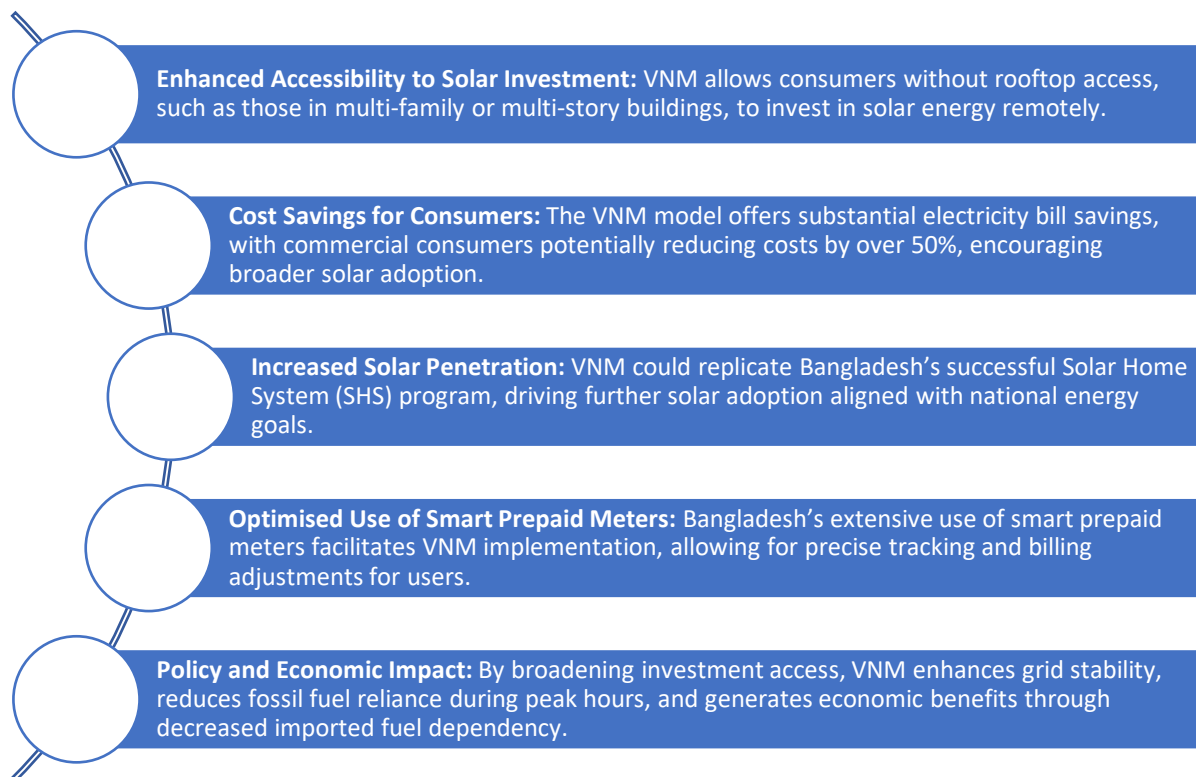 Enhanced Accessibility to Solar Investment: VNM allows consumers without rooftop access,
such as those in multi-family or multi-story buildings, to invest in solar energy remotely.
Cost Savings for Consumers: The VNM model offers substantial electricity bill savings,
with commercial consumers potentially reducing costs by over 50%, encouraging
broader solar adoption.
Increased Solar Penetration: VNM could replicate Bangladesh’s successful Solar Home
System (SHS) program, driving further solar adoption aligned with national energy
goals.
Optimised Use of Smart Prepaid Meters: Bangladesh’s extensive use of smart prepaid
meters facilitates VNM implementation, allowing for precise tracking and billing
adjustments for users.
Policy and Economic Impact: By broadening investment access, VNM enhances grid stability,
reduces fossil fuel reliance during peak hours, and generates economic benefits through
decreased imported fuel dependency.